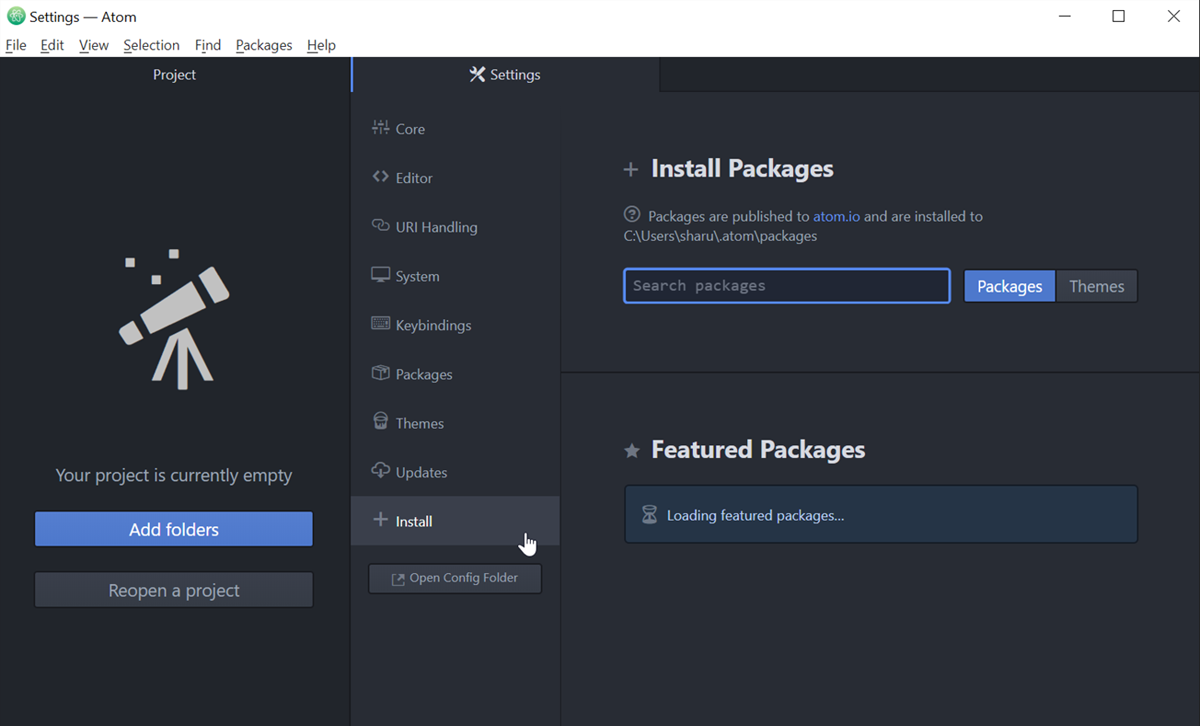 Settings — Atom
File Edit View Selection Find Packages Help
Project
Settings
Core
Editor
URI Handling
System
Keybindings
Packages
Themes
Updates
Install
Open Config Folder
Your project is currently empty
Add folders
Reopen a project
Install Packages
Packages are published to atom.io and are installed to
C:\Users\sharu\.atom\packages
Search packages
Packages Themes
Featured Packages
Loading featured packages...